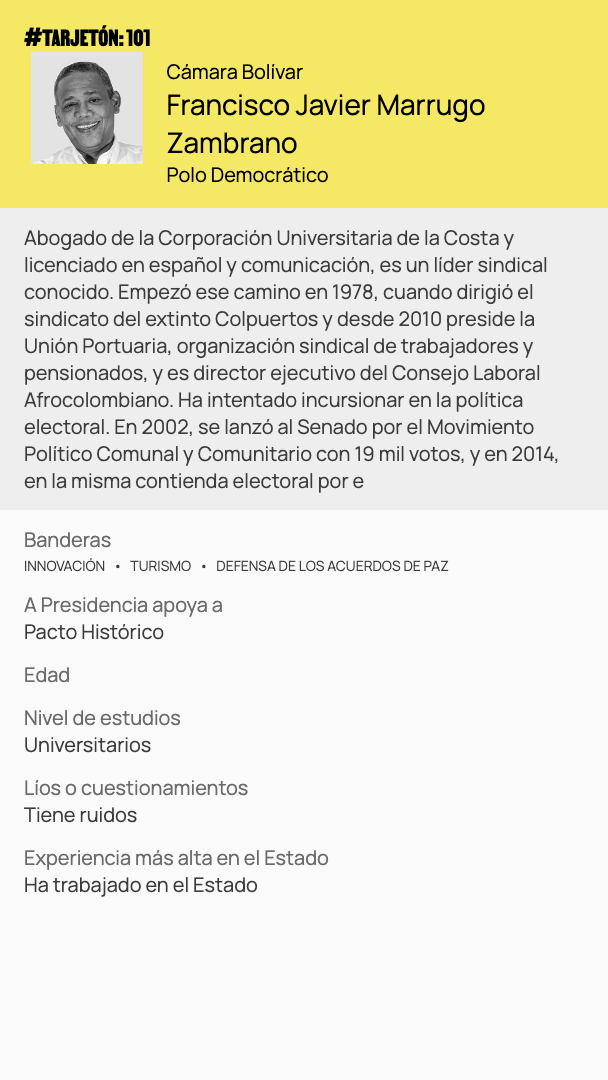 #TARJETÓN: 101
Cámara Bolívar
Francisco Javier Marrugo
Zambrano
Polo Democrático
Abogado de la Corporación Universitaria de la Costa y
licenciado en español y comunicación, es un líder sindical
conocido. Empezó ese camino en 1978, cuando dirigió el
sindicato del extinto Colpuertos y desde 2010 preside la
Unión Portuaria, organización sindical de trabajadores y
pensionados, y es director ejecutivo del Consejo Laboral
Afrocolombiano. Ha intentado incursionar en la política
electoral. En 2002, se lanzó al Senado por el Movimiento
Político Comunal y Comunitario con 19 mil votos, y en 2014,
en la misma contienda electoral por e
Banderas
INNOVACIÓN • TURISMO • DEFENSA DE LOS ACUERDOS DE PAZ
A Presidencia apoya a
Pacto Histórico
Edad
Nivel de estudios
Universitarios
Líos o cuestionamientos
Tiene ruidos
Experiencia más alta en el Estado
Ha trabajado en el Estado